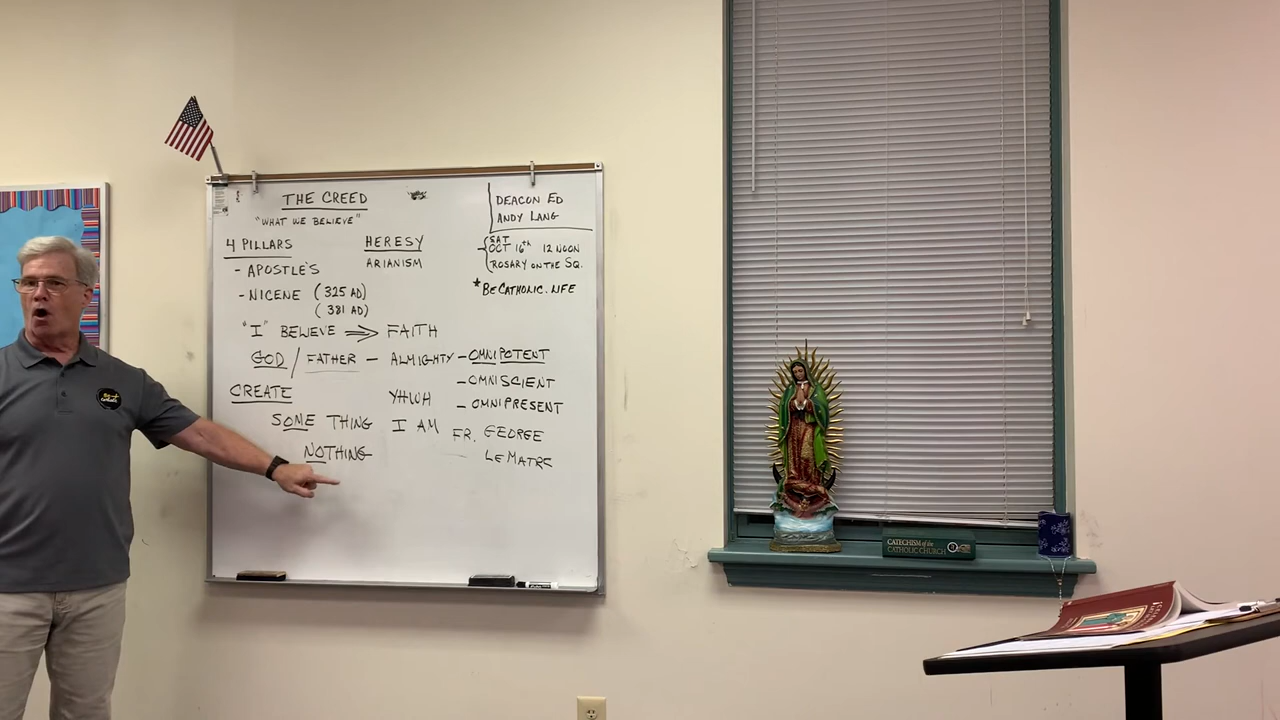 THE CREED
"WHAT WE BELIEVE"
4 PILLARS
- APOSTLE'S
- NICENE (325 AD)
(381 AD)
HERESY
ARIANISM
DEACON ED
ANDY LANG
SAT
OCT 16th 12 NOON
ROSARY ON THE SQ.
*BECATHOLIC.LIFE
"I" BELIEVE ⇒ FAITH
GOD / FATHER - ALMIGHTY - OMNIPOTENT
- OMNISCIENT
- OMNIPRESENT
CREATE
YHWH
SOME THING
I AM
FR. GEORGE
LEMATRE
NOTHING
CATECHISM of the
CATHOLIC CHURCH